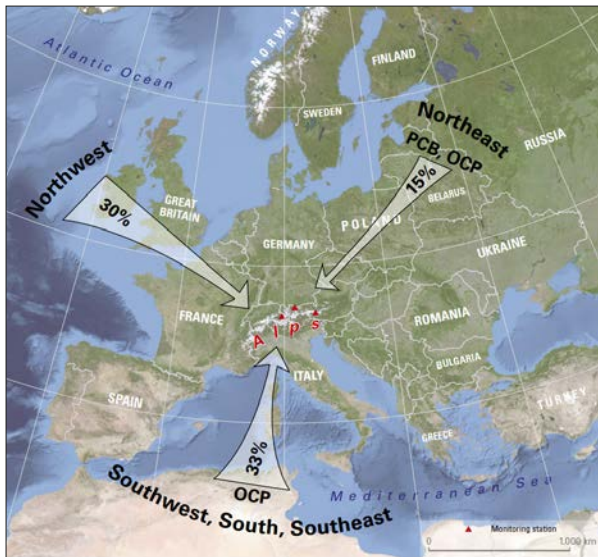 Atlantic Ocean
NORWAY
FINLAND
SWEDEN
RUSSIA
Northeast
PCB, OCP
15%
BELARUS
Northwest
30%
GREAT
BRITAIN
POLAND
GERMANY
UKRAINE
FRANCE
Alps
ROMANIA
ITALY
BULGARIA
SPAIN
TURKEY
GREECE
33%
OCP
Southwest, South, Southeast
Mediterranean Sea
Monitoring station
0
1.000 km